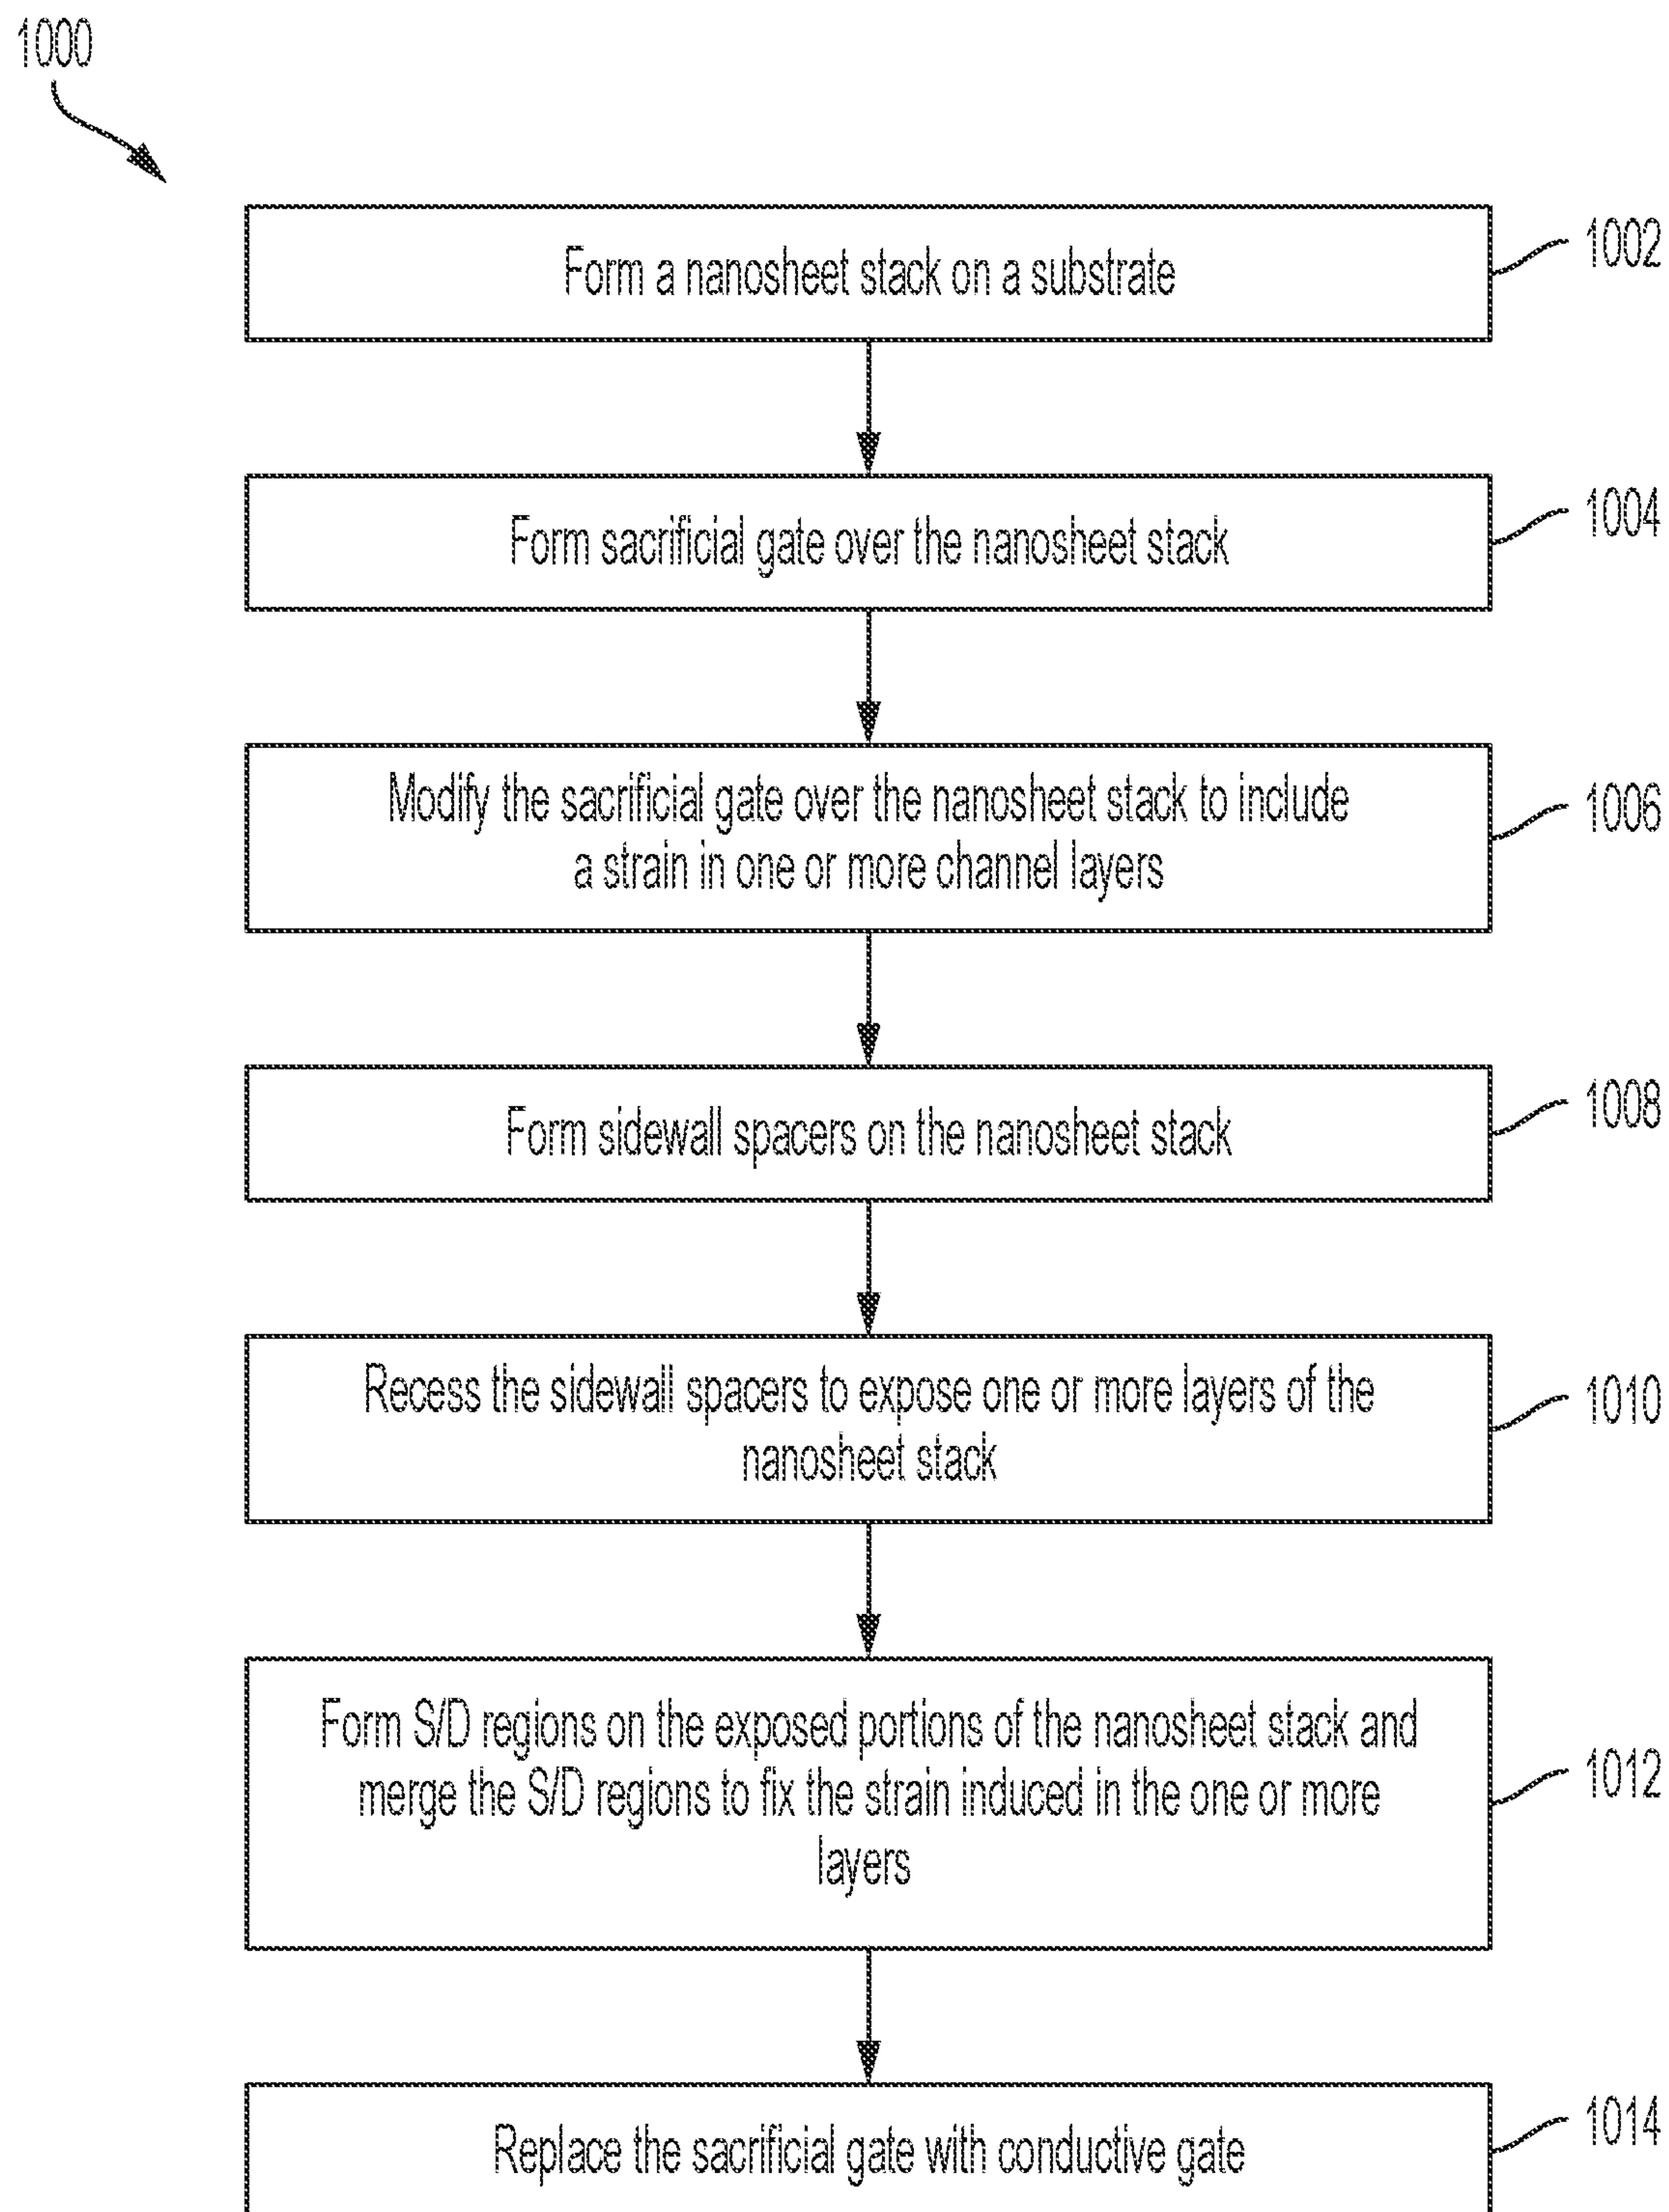 1000
Form a nanosheet stack on a substrate
1002
Form sacrificial gate over the nanosheet stack
1004
Modify the sacrificial gate over the nanosheet stack to include
a strain in one or more channel layers
1006
Form sidewall spacers on the nanosheet stack
1008
Recess the sidewall spacers to expose one or more layers of the
nanosheet stack
1010
Form S/D regions on the exposed portions of the nanosheet stack and
merge the S/D regions to fix the strain induced in the one or more
layers
1012
Replace the sacrificial gate with conductive gate
1014